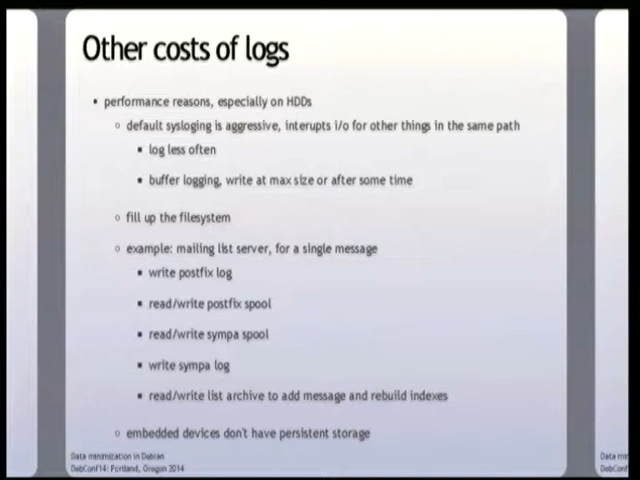 Other costs of logs
• performance reasons, especially on HDDs
◦ default sysloging is aggressive, interupts i/o for other things in the same path
▪ log less often
▪ buffer logging, write at max size or after some time
◦ fill up the filesystem
◦ example: mailing list server, for a single message
▪ write postfix log
▪ read/write postfix spool
▪ read/write sympa spool
▪ write sympa log
▪ read/write list archive to add message and rebuild indexes
◦ embedded devices don't have persistent storage
Data minimization in Debian
DebConf14: Portland, Oregon 2014
Data
DebConf